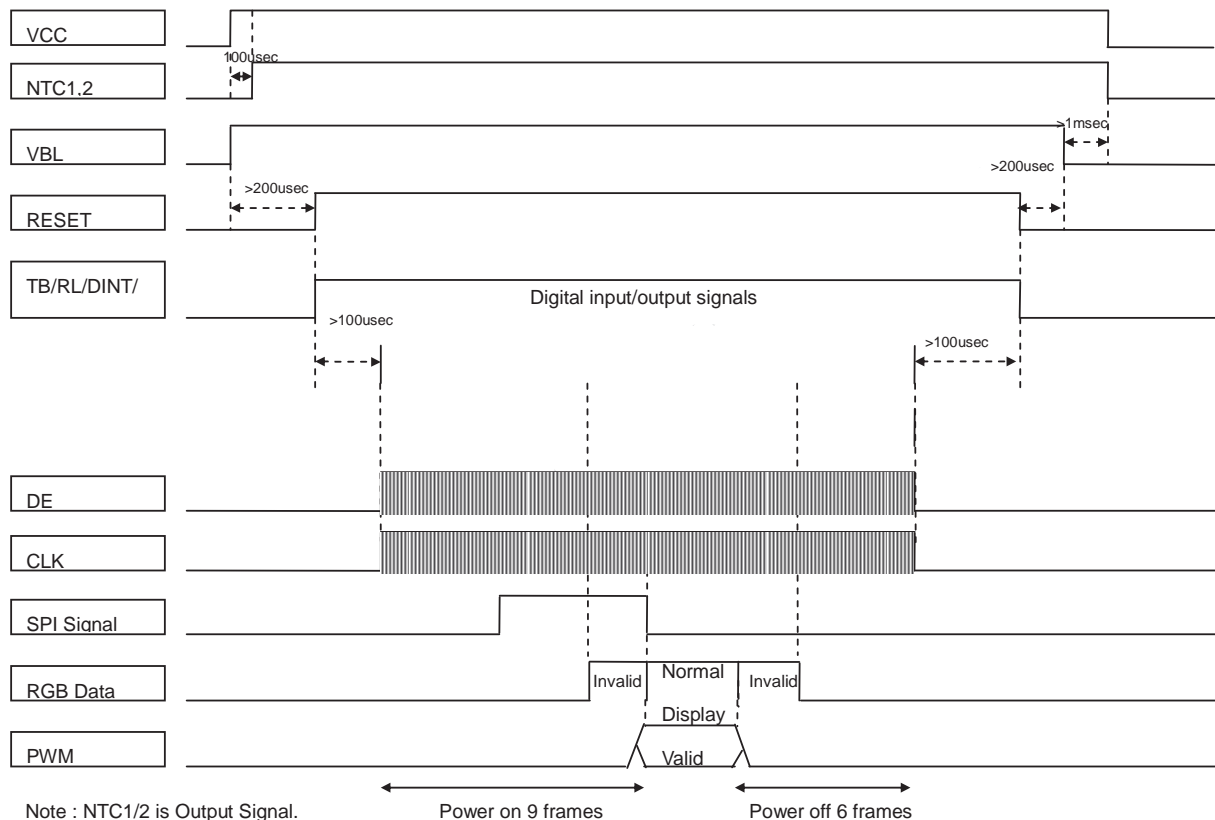 VCC
100usec
NTC1,2
>1msec
VBL
>200usec
>200usec
RESET
TB/RL/DINT/
Digital input/output signals
>100usec
>100usec
DE
CLK
SPI Signal
RGB Data
Invalid
Normal
Invalid
Display
PWM
Valid
Note : NTC1/2 is Output Signal.
Power on 9 frames
Power off 6 frames